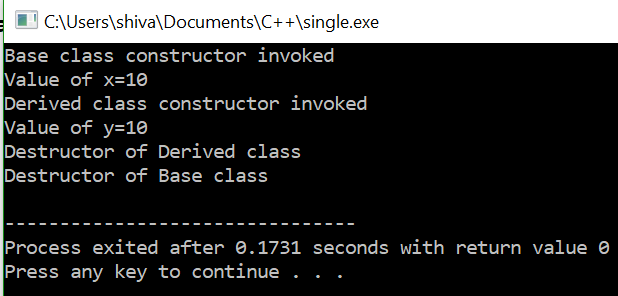 C:\Users\shiva\Documents\C++\single.exe
Base class constructor invoked
Value of x=10
Derived class constructor invoked
Value of y=10
Destructor of Derived class
Destructor of Base class
--------------------------------
Process exited after 0.1731 seconds with return value 0
Press any key to continue . . .